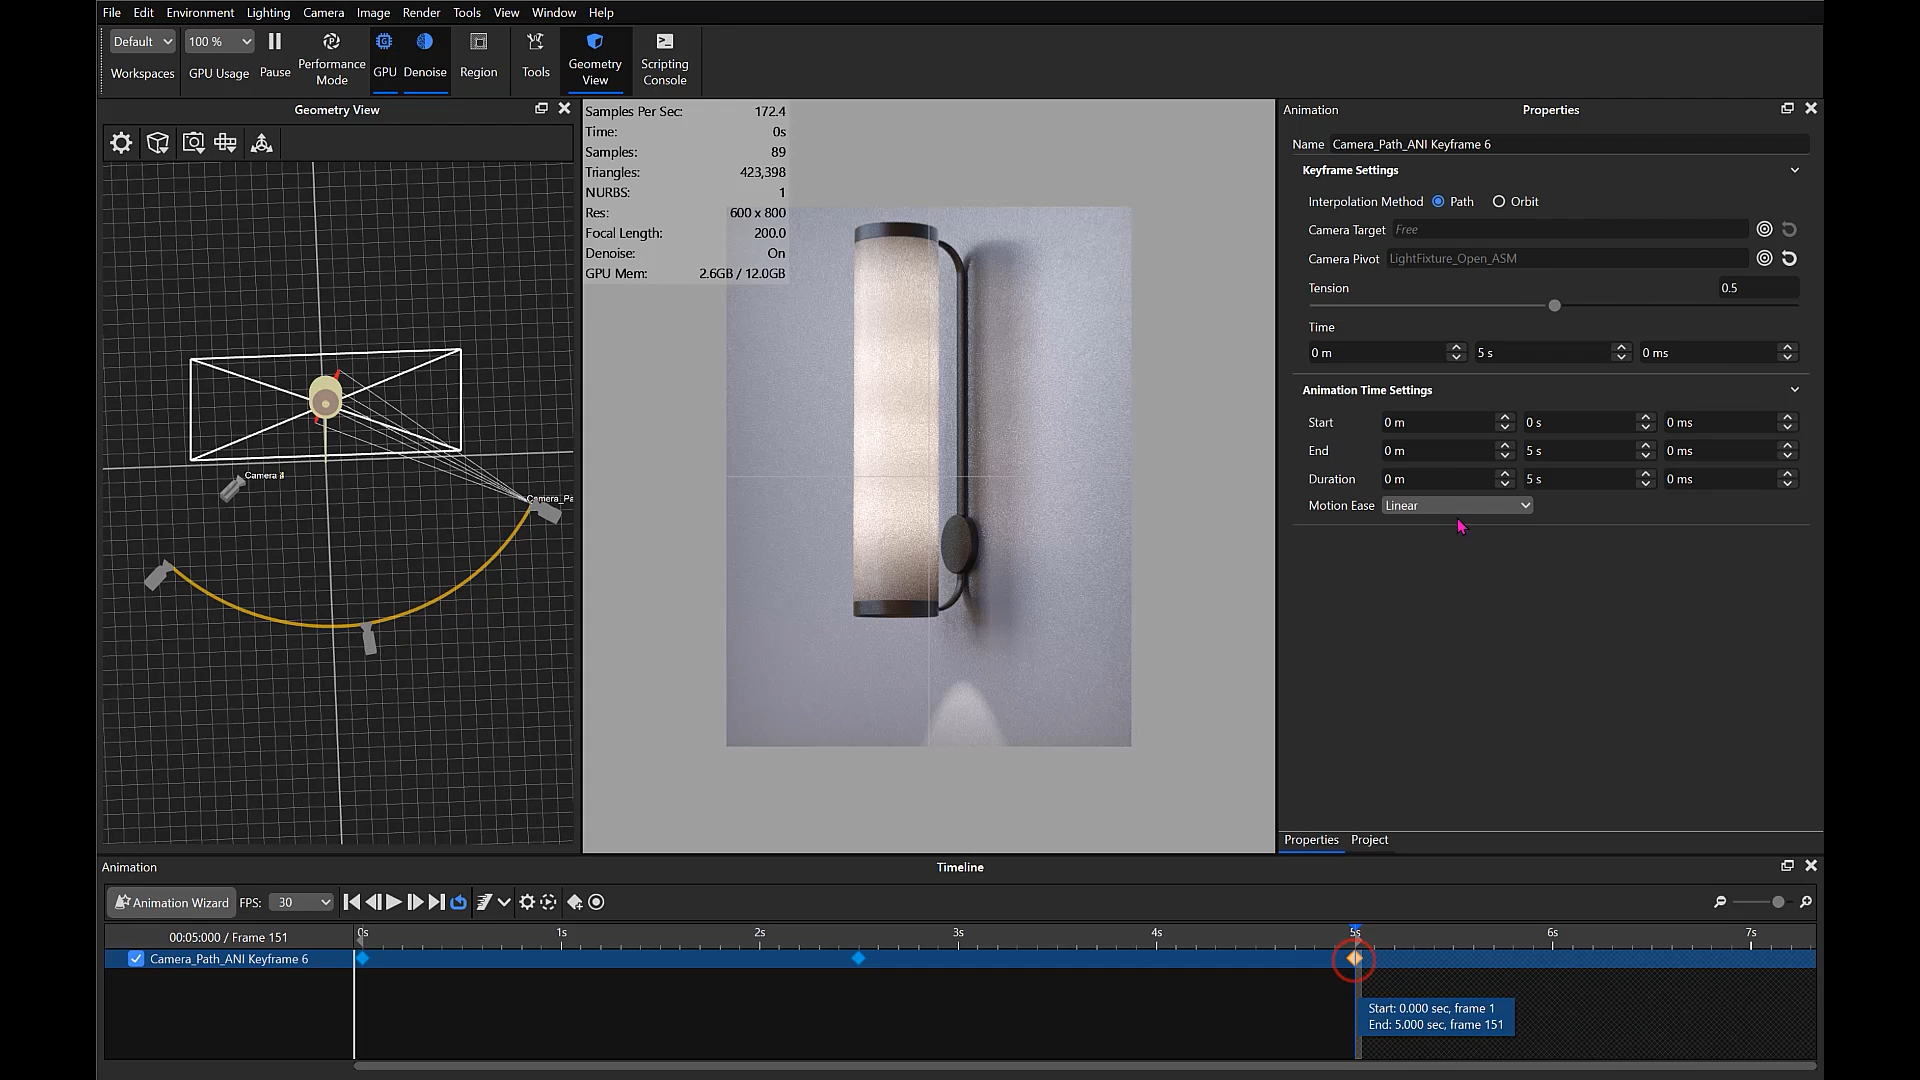 File Edit Environment Lighting Camera Image Render Tools View Window Help
Default 100 %
Workspaces GPU Usage Pause Performance Mode GPU Denoise Region Tools Geometry View Scripting Console
Geometry View
Samples Per Sec: 172.4
Time: 0s
Samples: 89
Triangles: 423,398
NURBS: 1
Res: 600 x 800
Focal Length: 200.0
Denoise: On
GPU Mem: 2.6GB / 12.0GB
Camera_Pa
Animation Properties
Name Camera_Path_ANI Keyframe 6
Keyframe Settings
Interpolation Method Path Orbit
Camera Target Free
Camera Pivot LightFixture_Open_ASM
Tension 0.5
Time
0 m 5 s 0 ms
Animation Time Settings
Start 0 m 0 s 0 ms
End 0 m 5 s 0 ms
Duration 0 m 5 s 0 ms
Motion Ease Linear
Properties Project
Animation Timeline
Animation Wizard FPS: 30
00:05:000 / Frame 151 0s 1s 2s 3s 4s 5s 6s 7s
Camera_Path_ANI Keyframe 6
Start: 0.000 sec, frame 1
End: 5.000 sec, frame 151